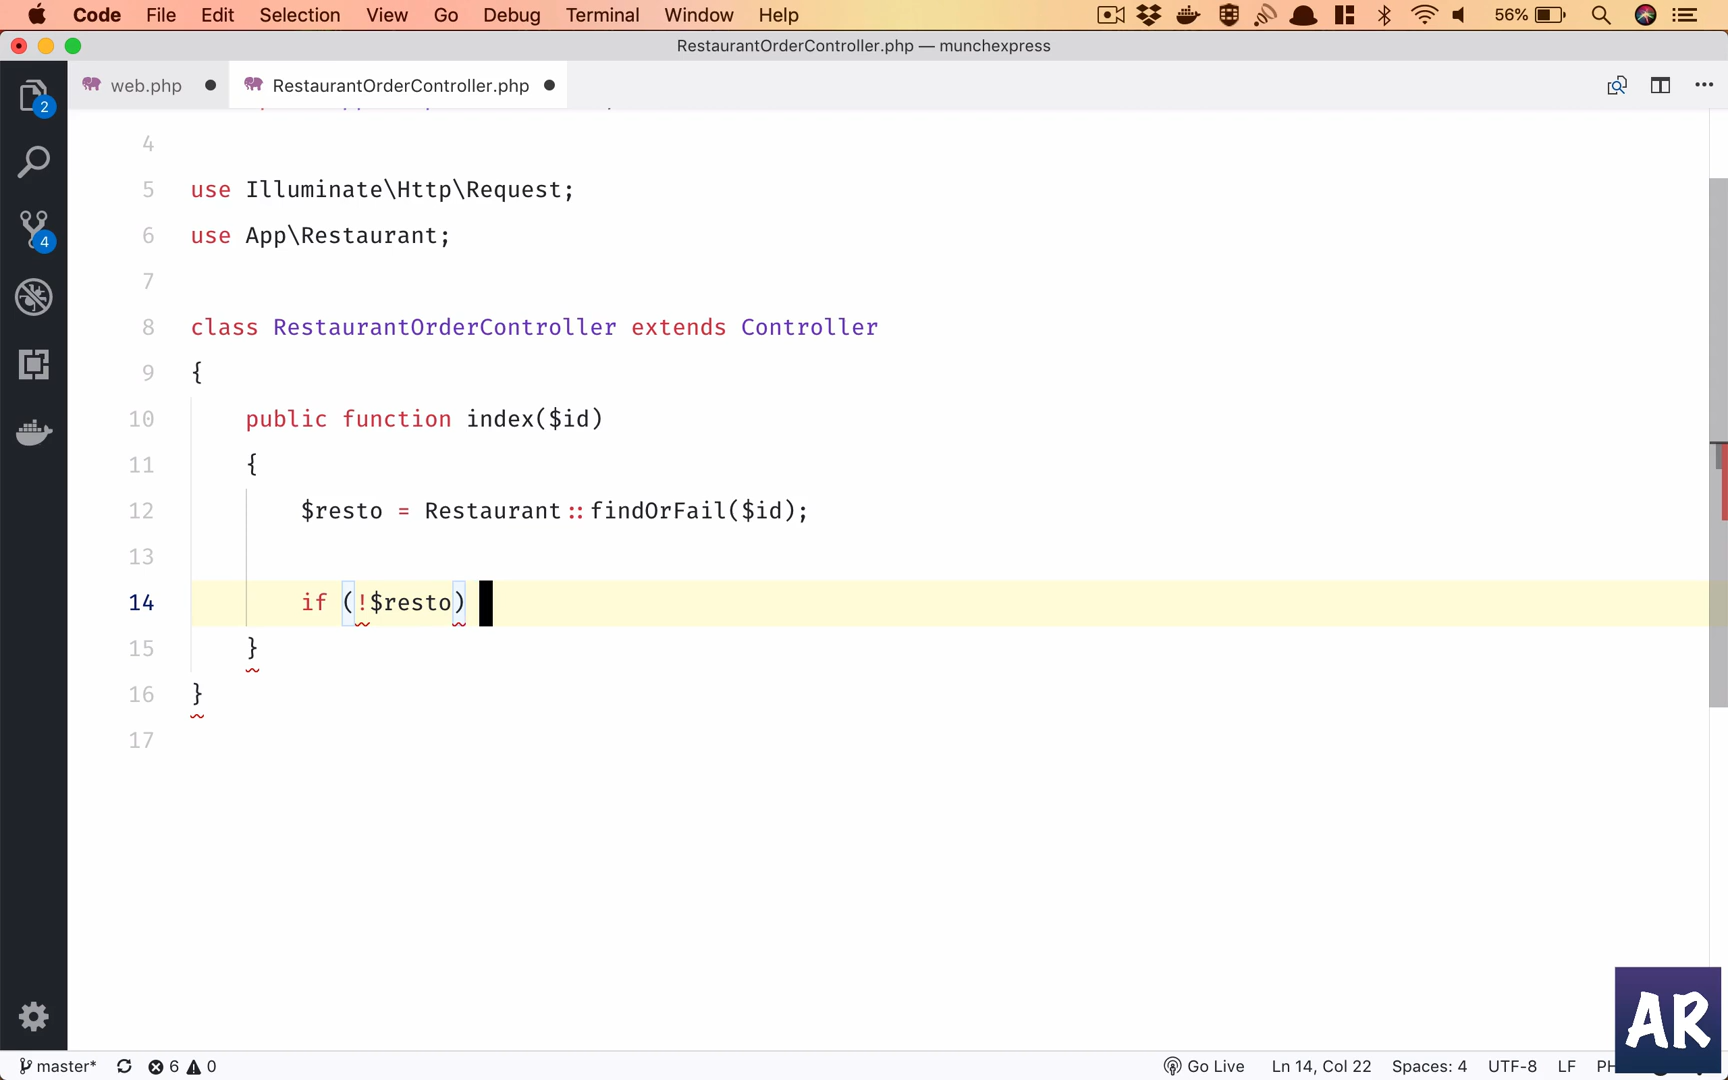 Code File Edit Selection View Go Debug Terminal Window Help 56%
RestaurantOrderController.php — munchexpress
web.php RestaurantOrderController.php
2
4
4
5 use Illuminate\Http\Request;
6 use App\Restaurant;
7
8 class RestaurantOrderController extends Controller
9 {
10 public function index($id)
11 {
12 $resto = Restaurant::findOrFail($id);
13
14 if (!$resto)
15 }
16 }
17
AR
master* 6 0 Go Live Ln 14, Col 22 Spaces: 4 UTF-8 LF